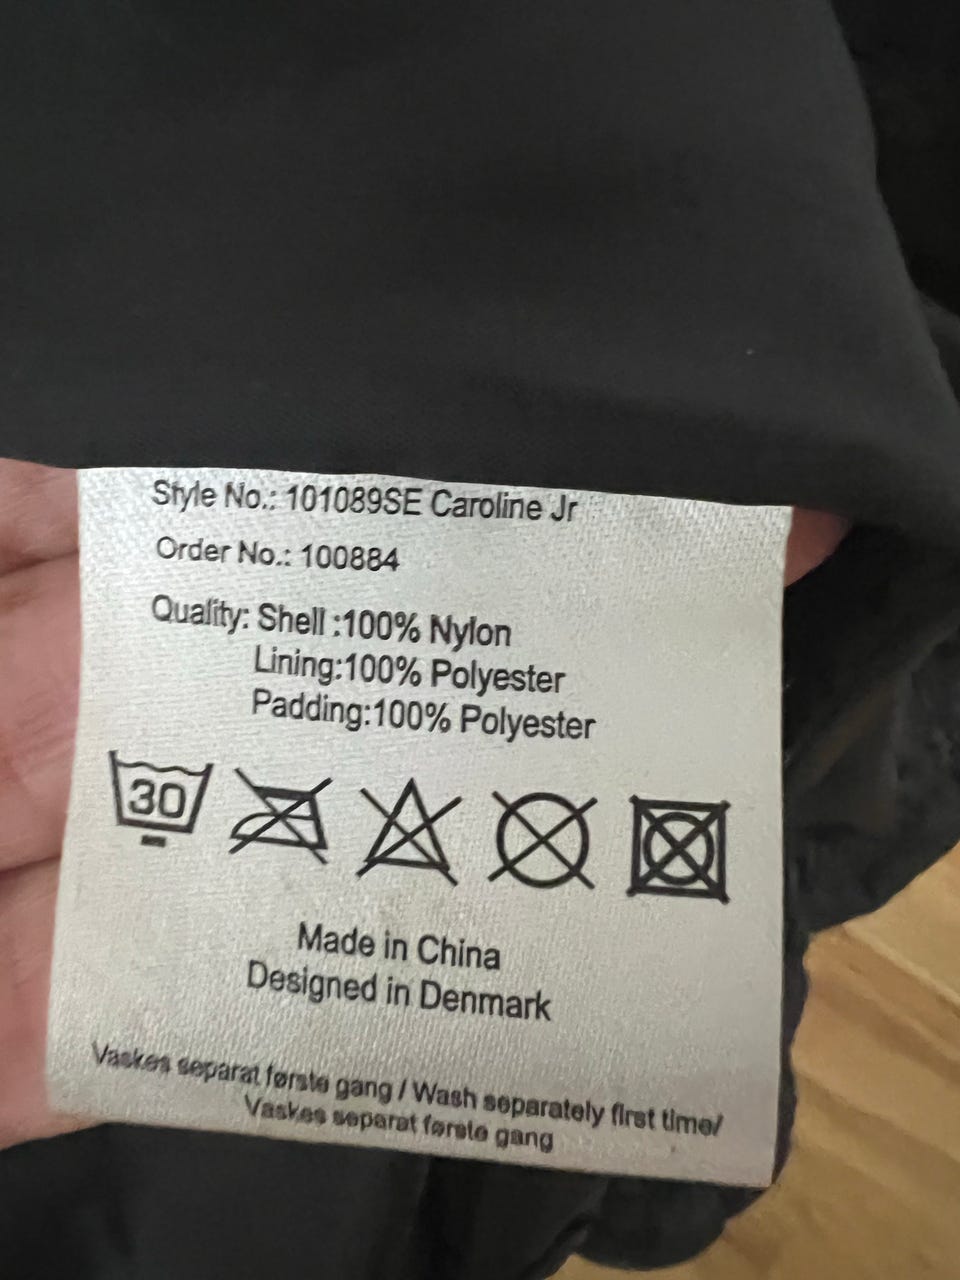 Style No.: 101089SE Caroline Jr
Order No.: 100884
Quality: Shell :100% Nylon
Lining:100% Polyester
Padding:100% Polyester
30
Made in China
Designed in Denmark
Vaskes separat første gang / Wash separately first time/
Vaskes separat første gang